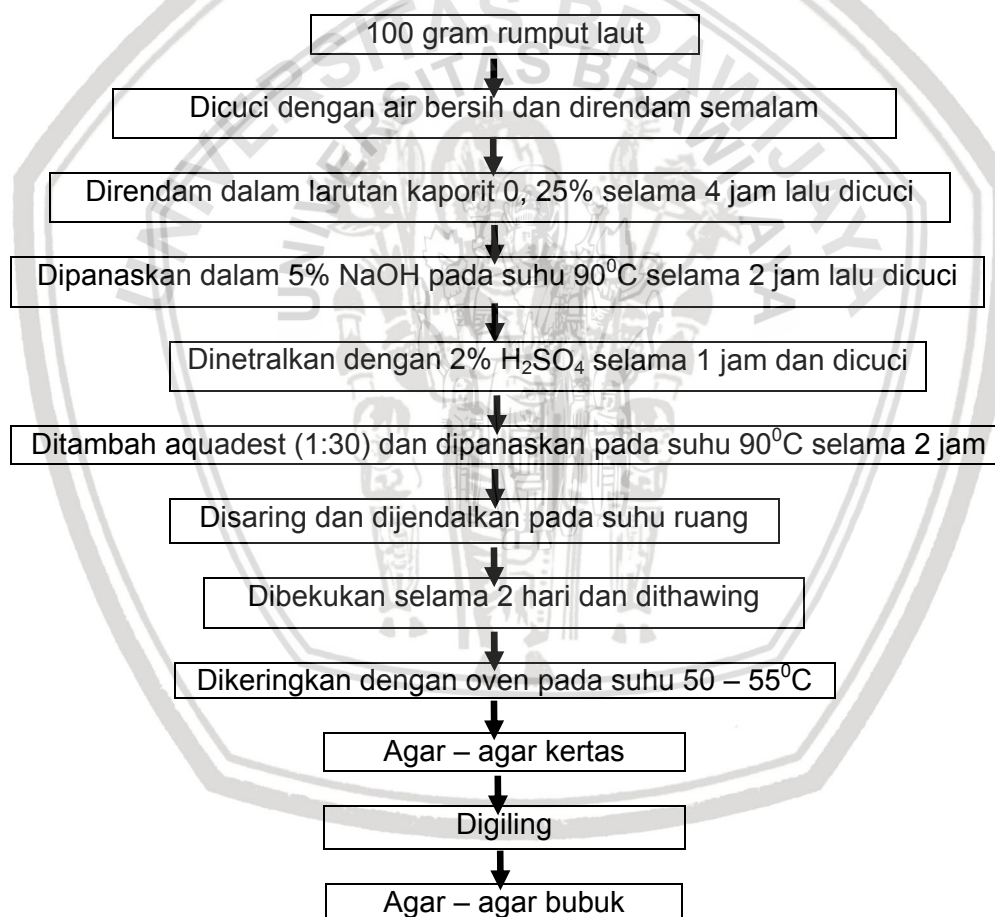 UNIVERSITAS BRAWIJAYA
UNIVERSITAS BRAWIJAYA
100 gram rumput laut
Dicuci dengan air bersih dan direndam semalam
Direndam dalam larutan kaporit 0, 25% selama 4 jam lalu dicuci
Dipanaskan dalam 5% NaOH pada suhu 90⁰C selama 2 jam lalu dicuci
Dinetralkan dengan 2% H₂SO₄ selama 1 jam dan dicuci
Ditambah aquadest (1:30) dan dipanaskan pada suhu 90⁰C selama 2 jam
Disaring dan dijendalkan pada suhu ruang
Dibekukan selama 2 hari dan dithawing
Dikeringkan dengan oven pada suhu 50 – 55⁰C
Agar – agar kertas
Digiling
Agar – agar bubuk